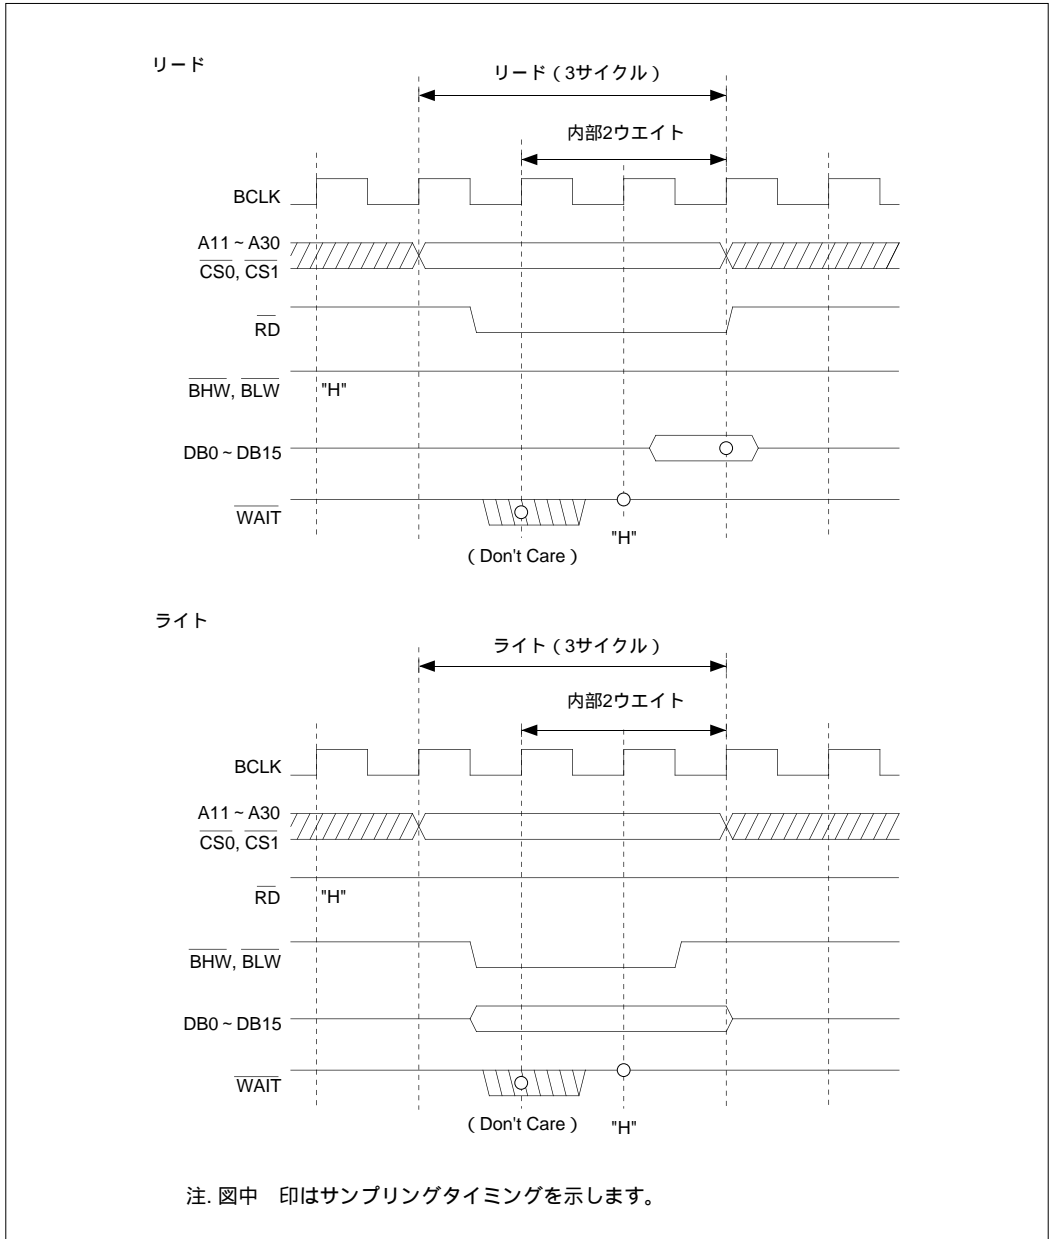 リード
リード(3サイクル)
内部2ウエイト
BCLK
A11~A30
CS0, CS1
RD
BHW, BLW "H"
DB0~DB15
WAIT
"H"
(Don't Care)
ライト
ライト(3サイクル)
内部2ウエイト
BCLK
A11~A30
CS0, CS1
RD "H"
BHW, BLW
DB0~DB15
WAIT
(Don't Care) "H"
注. 図中 印はサンプリングタイミングを示します。